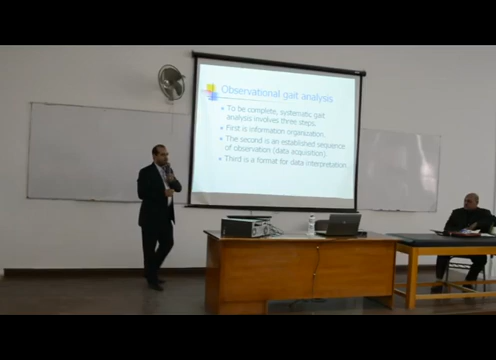 Observational gait analysis
To be complete, systematic gait
analysis involves three steps.
First is information organization,
The second is an established sequence
of observation (data acquisition).
Third is a format for data interpretation.